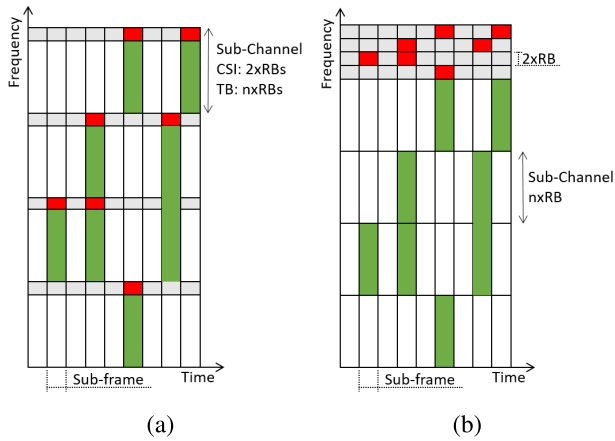 Frequency
Sub-Channel
CSI: 2xRBs
TB: nxRBs
Sub-frame
Time
(a)
Frequency
2xRB
Sub-Channel
nxRB
Sub-frame
Time
(b)